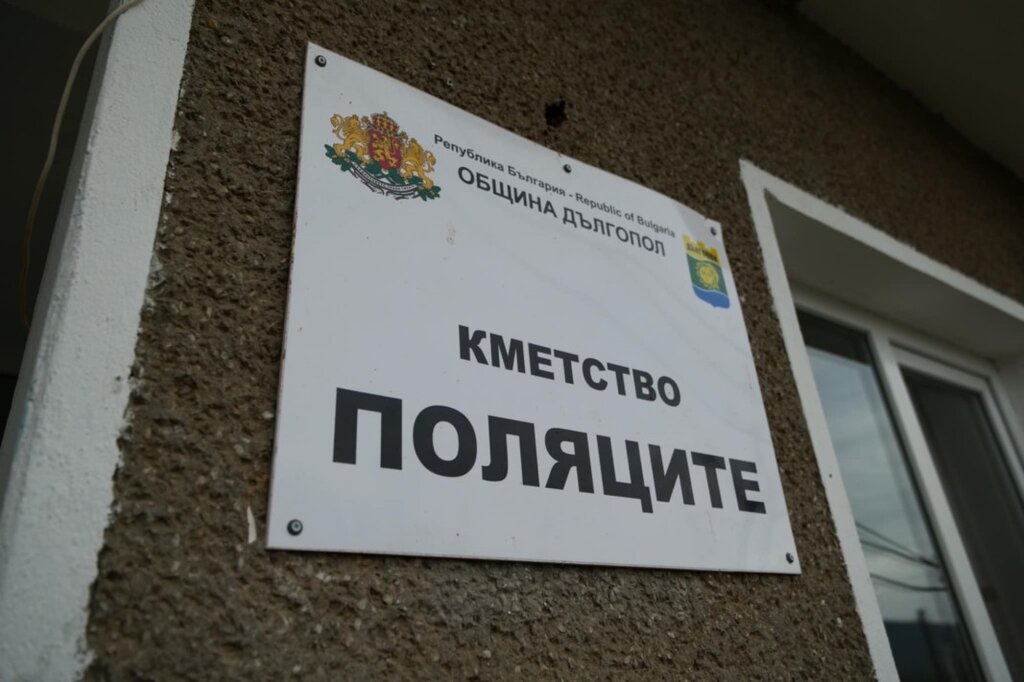 Република България - Republic of Bulgaria
ОБЩИНА ДЪЛГОПОЛ
КМЕТСТВО
ПОЛЯЦИТЕ